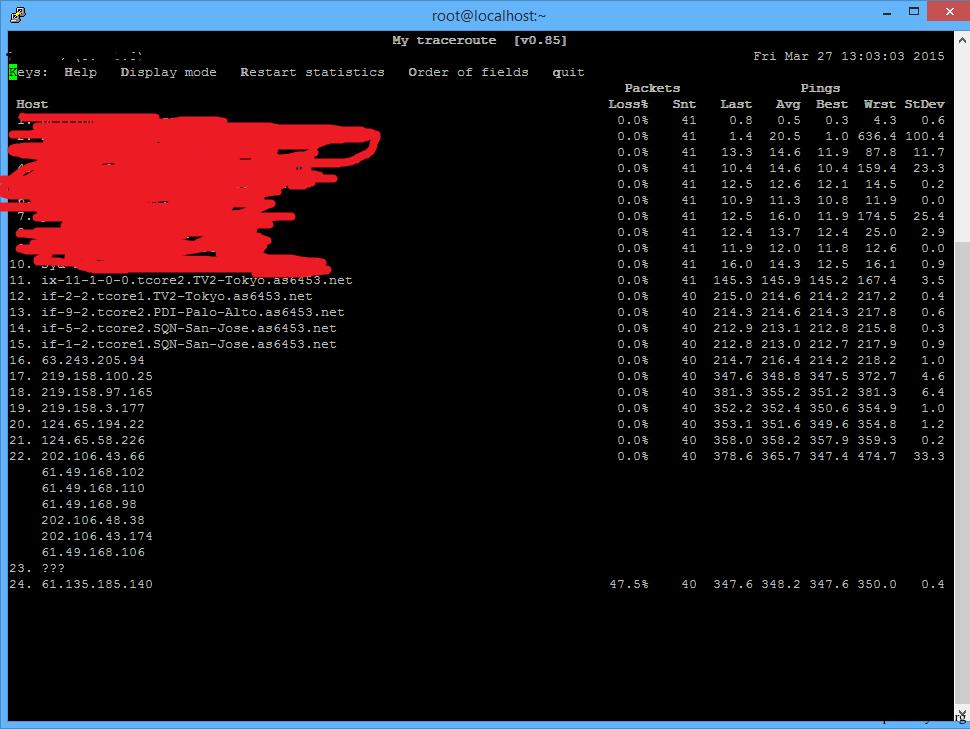 root@localhost:~
My traceroute [v0.85]
Fri Mar 27 13:03:03 2015
Keys: Help Display mode Restart statistics Order of fields quit
Packets Pings
Host Loss% Snt Last Avg Best Wrst StDev
1. 0.0% 41 0.8 0.5 0.3 4.3 0.6
0.0% 41 1.4 20.5 1.0 636.4 100.4
0.0% 41 13.3 14.6 11.9 87.8 11.7
0.0% 41 10.4 14.6 10.4 159.4 23.3
0.0% 41 12.5 12.6 12.1 14.5 0.2
0.0% 41 10.9 11.3 10.8 11.9 0.0
7. 0.0% 41 12.5 16.0 11.9 174.5 25.4
0.0% 41 12.4 13.7 12.4 25.0 2.9
0.0% 41 11.9 12.0 11.8 12.6 0.0
10. 0.0% 41 16.0 14.3 12.5 16.1 0.9
11. ix-11-1-0-0.tcore2.TV2-Tokyo.as6453.net 0.0% 41 145.3 145.9 145.2 167.4 3.5
12. if-2-2.tcore1.TV2-Tokyo.as6453.net 0.0% 40 215.0 214.6 214.2 217.2 0.4
13. if-9-2.tcore2.PDI-Palo-Alto.as6453.net 0.0% 40 214.3 214.6 214.3 217.8 0.6
14. if-5-2.tcore2.SQN-San-Jose.as6453.net 0.0% 40 212.9 213.1 212.8 215.8 0.3
15. if-1-2.tcore1.SQN-San-Jose.as6453.net 0.0% 40 212.8 213.0 212.7 217.9 0.9
16. 63.243.205.94 0.0% 40 214.7 216.4 214.2 218.2 1.0
17. 219.158.100.25 0.0% 40 347.6 348.8 347.5 372.7 4.6
18. 219.158.97.165 0.0% 40 381.3 355.2 351.2 381.3 6.4
19. 219.158.3.177 0.0% 40 352.2 352.4 350.6 354.9 1.0
20. 124.65.194.22 0.0% 40 353.1 351.6 349.6 354.8 1.2
21. 124.65.58.226 0.0% 40 358.0 358.2 357.9 359.3 0.2
22. 202.106.43.66 0.0% 40 378.6 365.7 347.4 474.7 33.3
61.49.168.102
61.49.168.110
61.49.168.98
202.106.48.38
202.106.43.174
61.49.168.106
23. ???
24. 61.135.185.140 47.5% 40 347.6 348.2 347.6 350.0 0.4